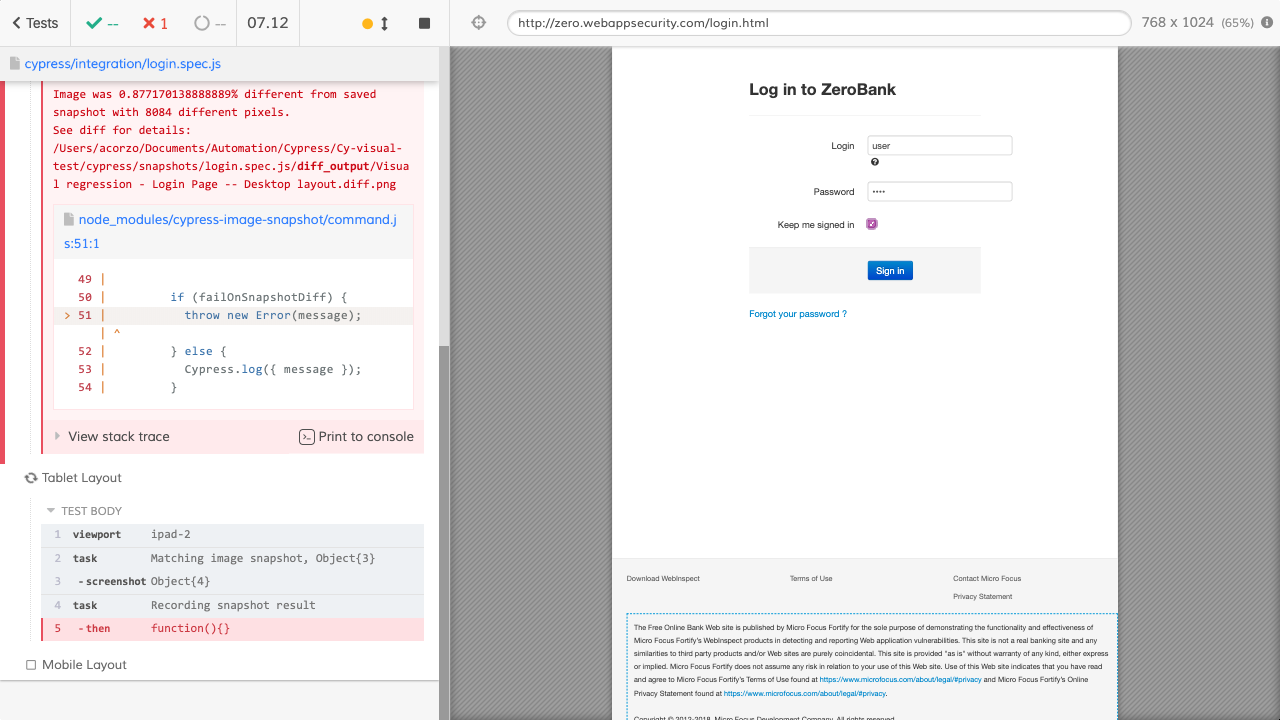 Tests
--
1
--
07.12
http://zero.webappsecurity.com/login.html
768 x 1024 (65%)
cypress/integration/login.spec.js
Image was 0.877170138888889% different from saved
snapshot with 8084 different pixels.
See diff for details:
/Users/acorzo/Documents/Automation/Cypress/Cy-visual-
test/cypress/snapshots/login.spec.js/diff_output/Visua
l regression - Login Page -- Desktop layout.diff.png
node_modules/cypress-image-snapshot/command.j
s:51:1
49 |
50 | if (failOnSnapshotDiff) {
> 51 | throw new Error(message);
| ^
52 | } else {
53 | Cypress.log({ message });
54 | }
View stack trace
Print to console
Tablet Layout
TEST BODY
1 viewport ipad-2
2 task Matching image snapshot, Object{3}
3 -screenshot Object{4}
4 task Recording snapshot result
5 -then function(){}
Mobile Layout
Log in to ZeroBank
Login user
Password ••••
Keep me signed in
Sign in
Forgot your password ?
Download WebInspect
Terms of Use
Contact Micro Focus
Privacy Statement
The Free Online Bank Web site is published by Micro Focus Fortify for the sole purpose of demonstrating the functionality and effectiveness of
Micro Focus Fortify's WebInspect products in detecting and reporting Web application vulnerabilities. This site is not a real banking site and any
similarities to third party products and/or Web sites are purely coincidental. This site is provided "as is" without warranty of any kind, either express
or implied. Micro Focus Fortify does not assume any risk in relation to your use of this Web site. Use of this Web site indicates that you have read
and agree to Micro Focus Fortify's Terms of Use found at https://www.microfocus.com/about/legal/#privacy and Micro Focus Fortify's Online
Privacy Statement found at https://www.microfocus.com/about/legal/#privacy.
Copyright © 2012-2018, Micro Focus Development Company. All rights reserved.